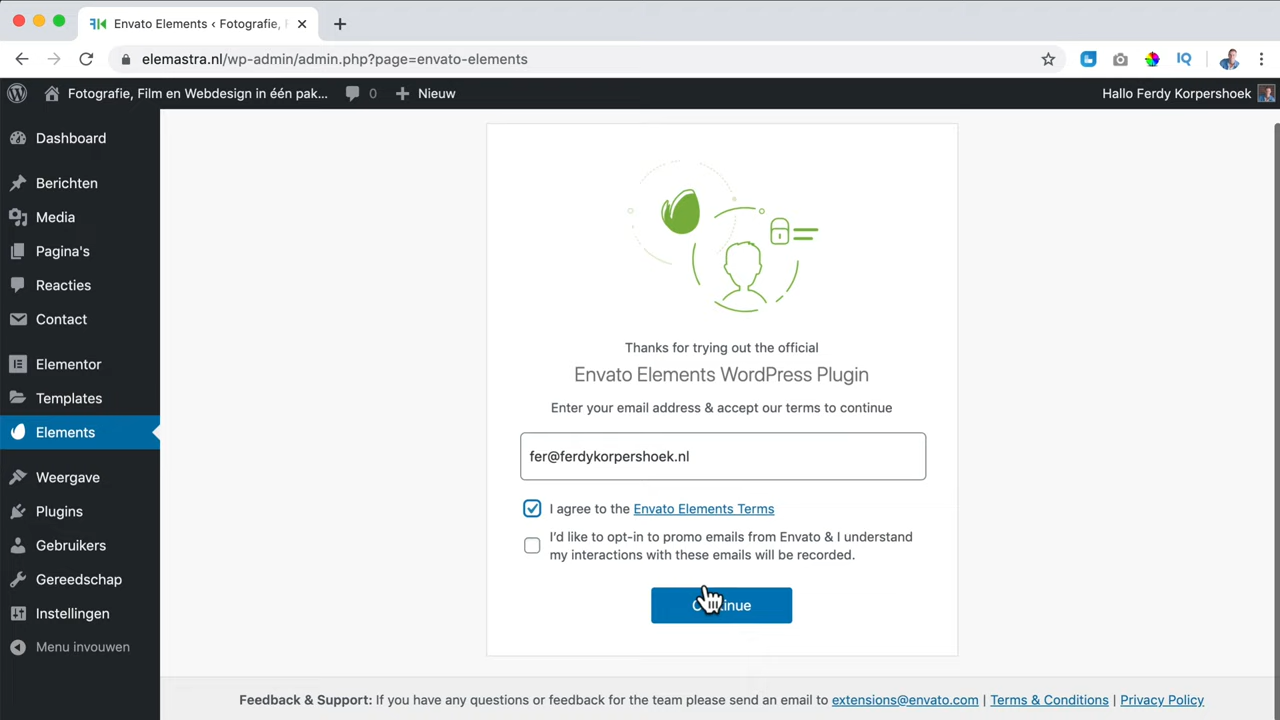 Envato Elements ‹ Fotografie,
elemastra.nl/wp-admin/admin.php?page=envato-elements
IQ
Fotografie, Film en Webdesign in één pak...
0
Nieuw
Hallo Ferdy Korpershoek
Dashboard
Berichten
Media
Pagina's
Reacties
Contact
Elementor
Templates
Elements
Weergave
Plugins
Gebruikers
Gereedschap
Instellingen
Menu invouwen
Thanks for trying out the official
Envato Elements WordPress Plugin
Enter your email address & accept our terms to continue
fer@ferdykorpershoek.nl
I agree to the Envato Elements Terms
I'd like to opt-in to promo emails from Envato & I understand
my interactions with these emails will be recorded.
Continue
Feedback & Support: If you have any questions or feedback for the team please send an email to extensions@envato.com | Terms & Conditions | Privacy Policy